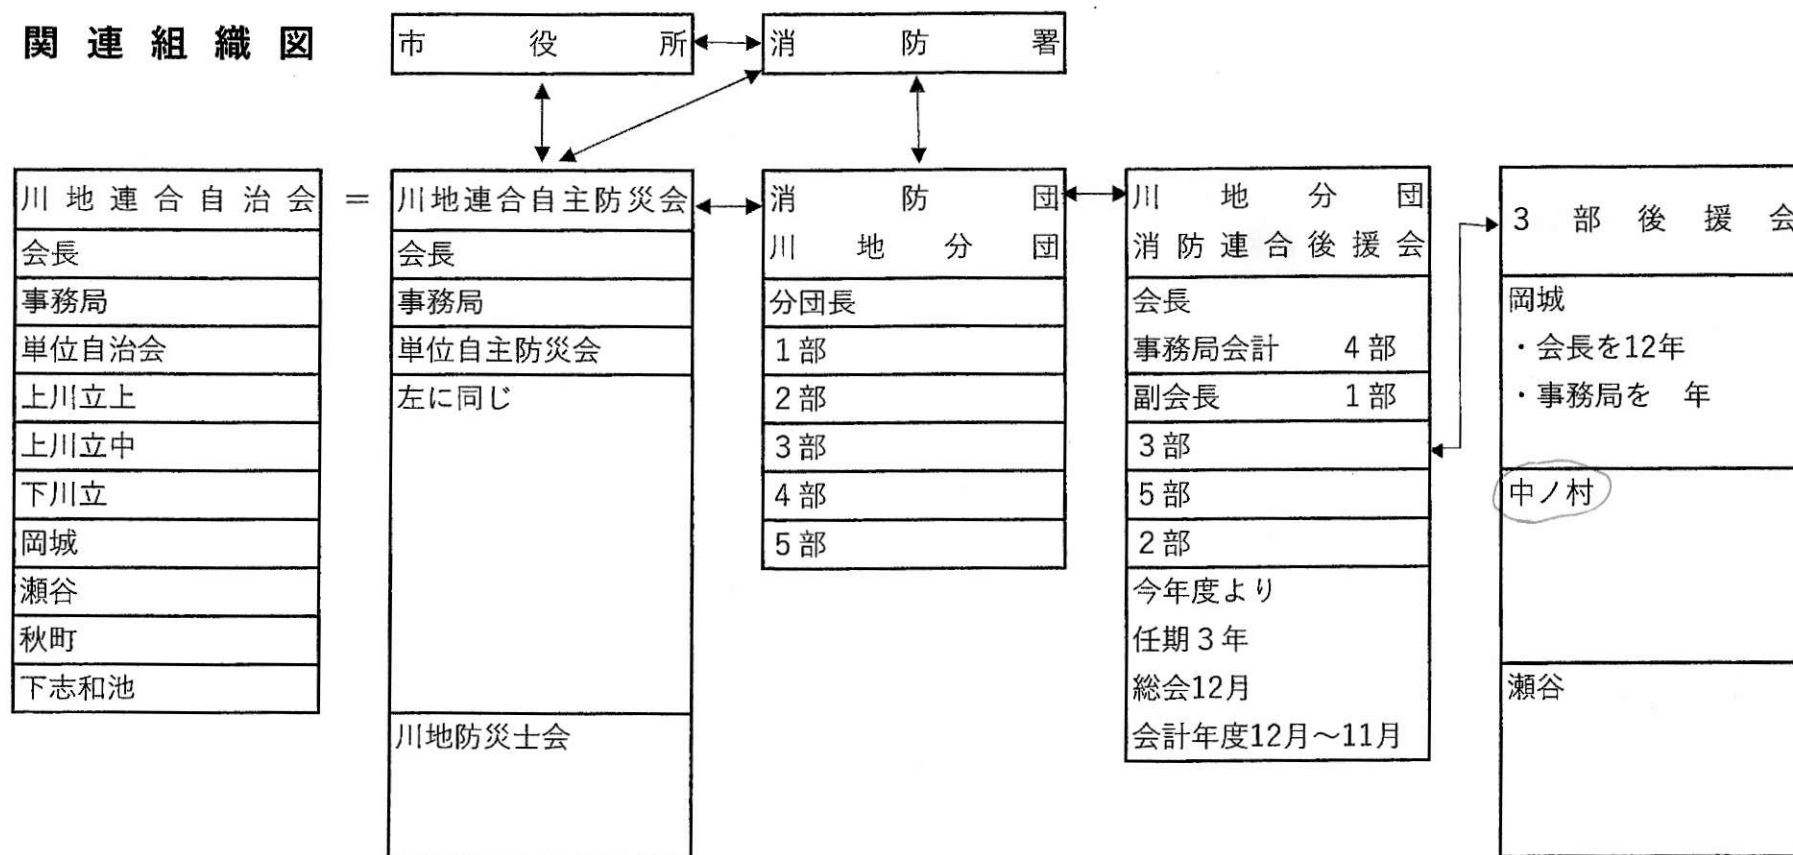 関連組織図
市役所
消防署
川地連合自治会
会長
事務局
単位自治会
上川立上
上川立中
下川立
岡城
瀬谷
秋町
下志和池
＝
川地連合自主防災会
会長
事務局
単位自主防災会
左に同じ
川地防災士会
消防団
川地分団
分団長
1部
2部
3部
4部
5部
川地分団
消防連合後援会
会長
事務局会計 4部
副会長 1部
3部
5部
2部
今年度より
任期3年
総会12月
会計年度12月～11月
3部後援会
岡城
・会長を12年
・事務局を 年
中ノ村
瀬谷